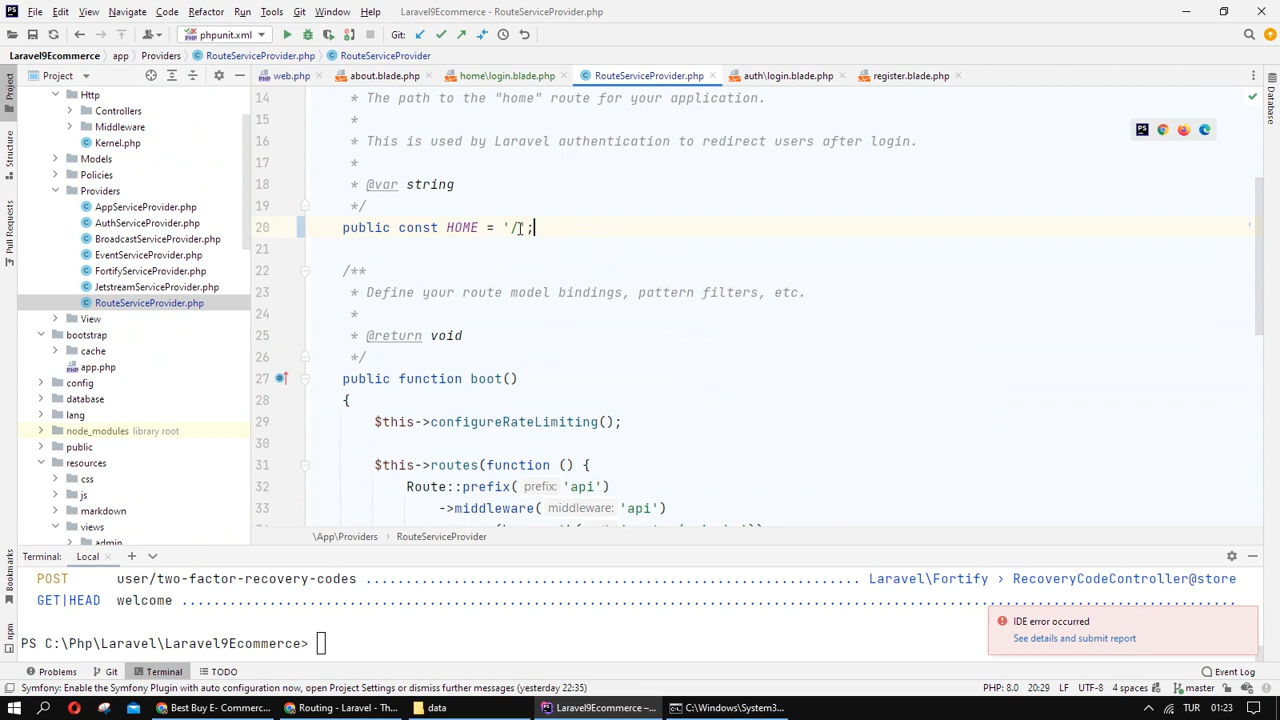 File Edit View Navigate Code Refactor Run Tools Git Window Help Laravel9Ecommerce - RouteServiceProvider.php
phpunit.xml Git:
Laravel9Ecommerce app Providers RouteServiceProvider.php RouteServiceProvider
Project web.php about.blade.php home\login.blade.php RouteServiceProvider.php auth\login.blade.php register.blade.php
Project
Structure
Pull Requests
Bookmarks
npm
Database
Http
Controllers
Middleware
Kernel.php
Models
Policies
Providers
AppServiceProvider.php
AuthServiceProvider.php
BroadcastServiceProvider.php
EventServiceProvider.php
FortifyServiceProvider.php
JetstreamServiceProvider.php
RouteServiceProvider.php
View
bootstrap
cache
app.php
config
database
lang
node_modules library root
public
resources
css
js
markdown
views
admin
14 * The path to the "home" route for your application.
15 *
16 * This is used by Laravel authentication to redirect users after login.
17 *
18 * @var string
19 */
20 public const HOME = '/';
21
22 /**
23 * Define your route model bindings, pattern filters, etc.
24 *
25 * @return void
26 */
27 public function boot()
28 {
29 $this->configureRateLimiting();
30
31 $this->routes(function () {
32 Route::prefix( prefix: 'api')
33 ->middleware( middleware: 'api')
\App\Providers RouteServiceProvider
Terminal: Local
POST user/two-factor-recovery-codes ............................................................... Laravel\Fortify › RecoveryCodeController@store
GET|HEAD welcome ....................................................................................................................................
PS C:\Php\Laravel\Laravel9Ecommerce>
IDE error occurred
See details and submit report
Problems Git Terminal TODO Event Log
Symfony: Enable the Symfony Plugin with auto configuration now, open Project Settings or dismiss further messages (yesterday 22:35) PHP: 8.0 20:29 LF UTF-8 4 spaces master
Best Buy E- Commerc... Routing - Laravel - Th... data Laravel9Ecommerce –... C:\Windows\System3... TUR 01:23